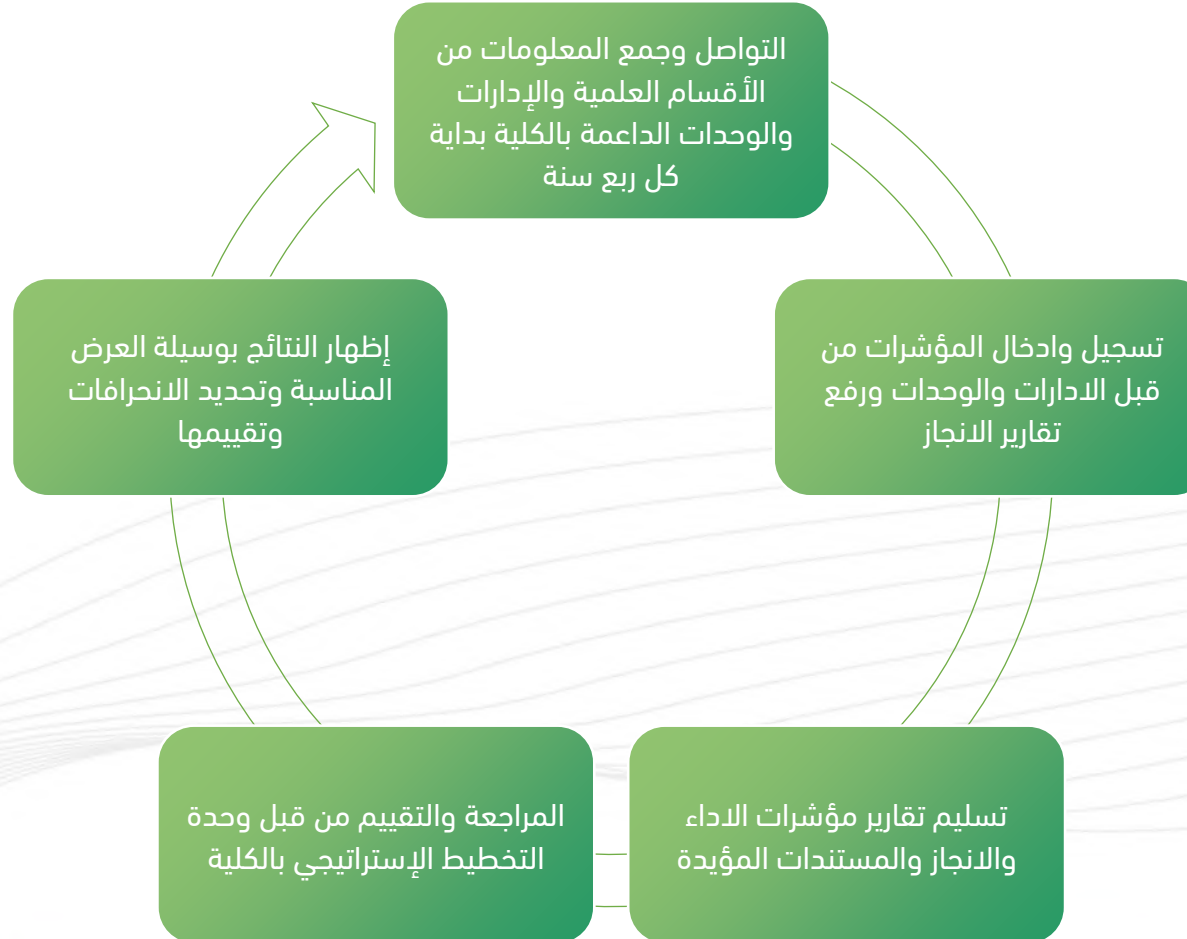 التواصل وجمع المعلومات من
الأقسام العلمية والإدارات
والوحدات الداعمة بالكلية بداية
كل ربع سنة
تسجيل وادخال المؤشرات من
قبل الادارات والوحدات ورفع
تقارير الانجاز
تسليم تقارير مؤشرات الاداء
والانجاز والمستندات المؤيدة
المراجعة والتقييم من قبل وحدة
التخطيط الإستراتيجي بالكلية
إظهار النتائج بوسيلة العرض
المناسبة وتحديد الانحرافات
وتقييمها